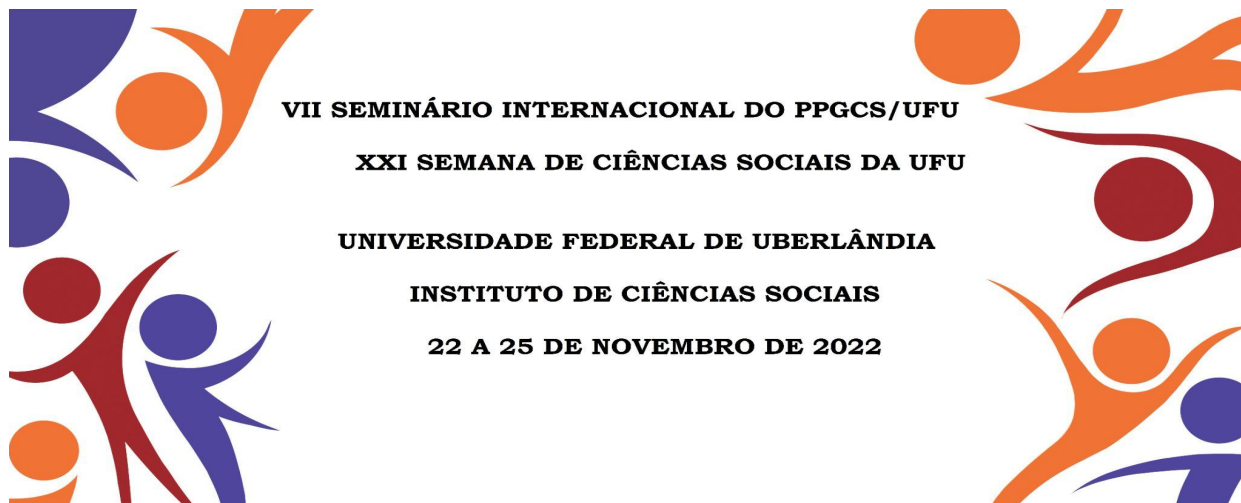 VII SEMINÁRIO INTERNACIONAL DO PPGCS/UFU
XXI SEMANA DE CIÊNCIAS SOCIAIS DA UFU
UNIVERSIDADE FEDERAL DE UBERLÂNDIA
INSTITUTO DE CIÊNCIAS SOCIAIS
22 A 25 DE NOVEMBRO DE 2022